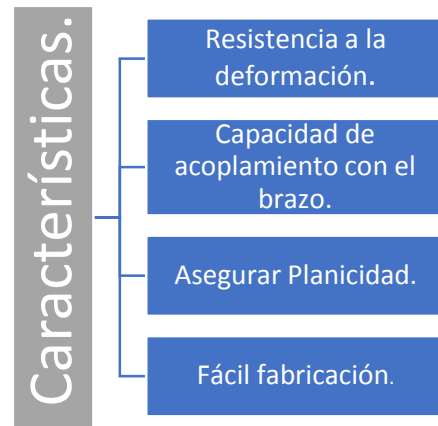 Características.
Resistencia a la
deformación.
Capacidad de
acoplamiento con el
brazo.
Asegurar Planicidad.
Fácil fabricación.